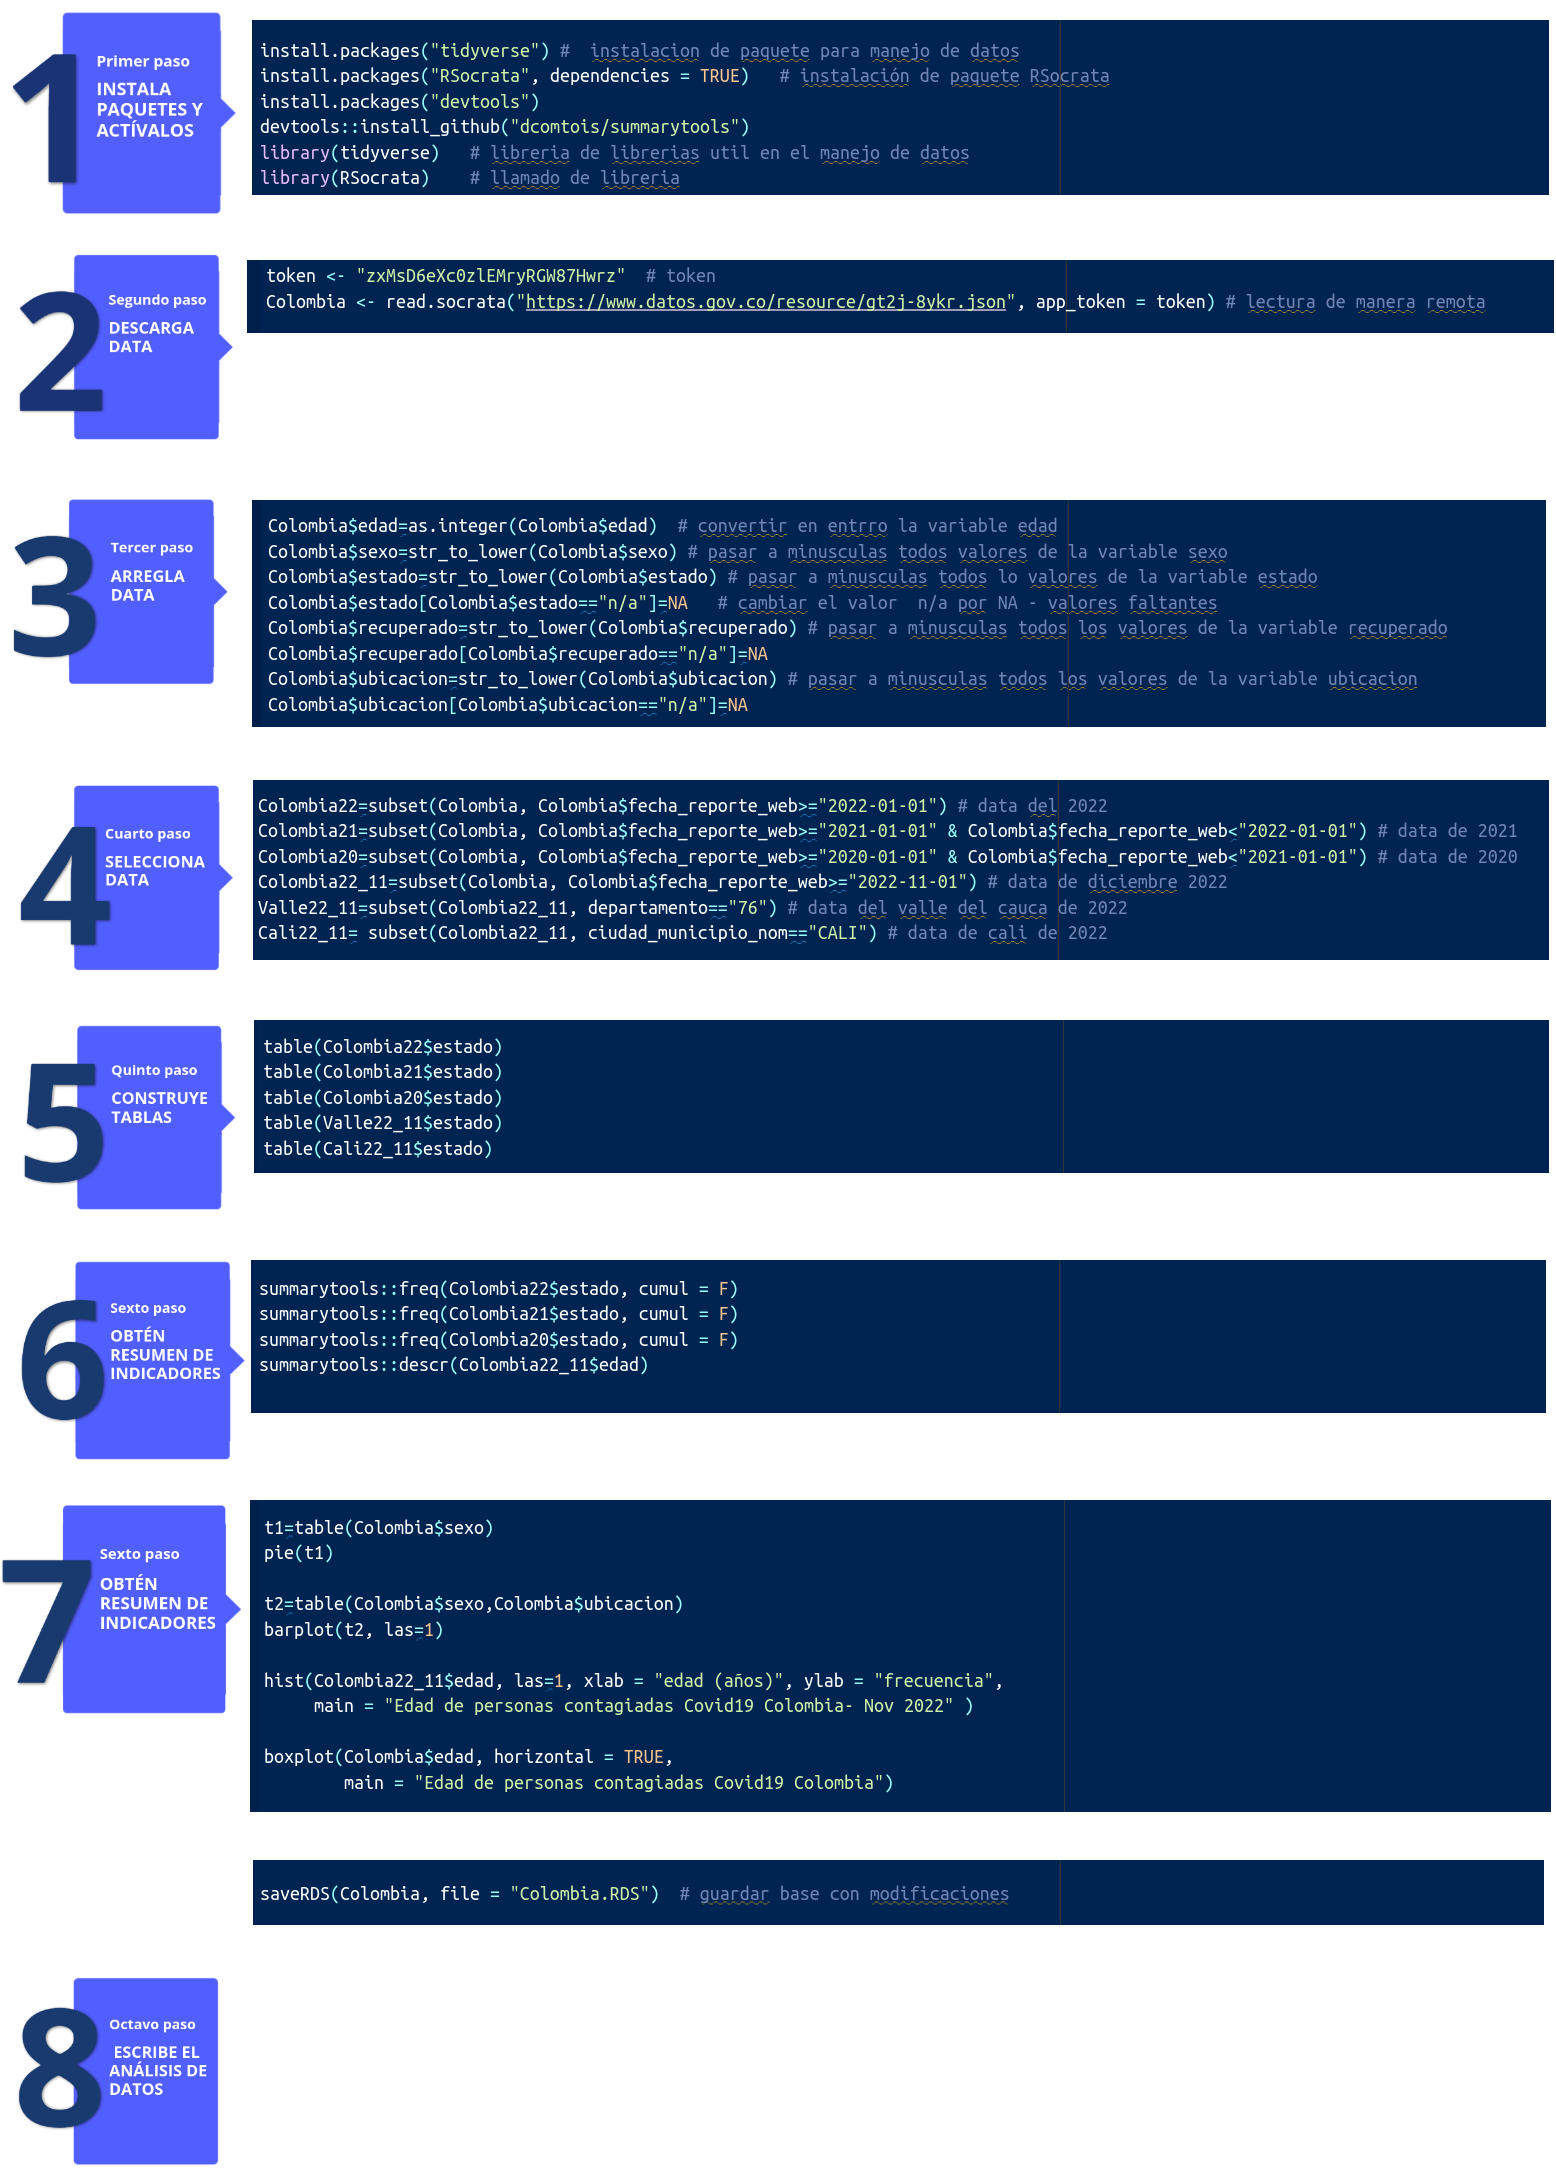 1
Primer paso
INSTALA
PAQUETES Y
ACTÍVALOS
install.packages("tidyverse") #  instalacion de paquete para manejo de datos
install.packages("RSocrata", dependencies = TRUE)   # instalación de paquete RSocrata
install.packages("devtools")
devtools::install_github("dcomtois/summarytools")
library(tidyverse)   # libreria de librerias util en el manejo de datos
library(RSocrata)    # llamado de libreria
2
Segundo paso
DESCARGA
DATA
token <- "zxMsD6eXc0zlEMryRGW87Hwrz"  # token
Colombia <- read.socrata("https://www.datos.gov.co/resource/gt2j-8ykr.json", app_token = token) # lectura de manera remota
3
Tercer paso
ARREGLA
DATA
Colombia$edad=as.integer(Colombia$edad)  # convertir en entrro la variable edad
Colombia$sexo=str_to_lower(Colombia$sexo) # pasar a minusculas todos valores de la variable sexo
Colombia$estado=str_to_lower(Colombia$estado) # pasar a minusculas todos lo valores de la variable estado
Colombia$estado[Colombia$estado=="n/a"]=NA   # cambiar el valor  n/a por NA - valores faltantes
Colombia$recuperado=str_to_lower(Colombia$recuperado) # pasar a minusculas todos los valores de la variable recuperado
Colombia$recuperado[Colombia$recuperado=="n/a"]=NA
Colombia$ubicacion=str_to_lower(Colombia$ubicacion) # pasar a minusculas todos los valores de la variable ubicacion
Colombia$ubicacion[Colombia$ubicacion=="n/a"]=NA
4
Cuarto paso
SELECCIONA
DATA
Colombia22=subset(Colombia, Colombia$fecha_reporte_web>="2022-01-01") # data del 2022
Colombia21=subset(Colombia, Colombia$fecha_reporte_web>="2021-01-01" & Colombia$fecha_reporte_web<"2022-01-01") # data de 2021
Colombia20=subset(Colombia, Colombia$fecha_reporte_web>="2020-01-01" & Colombia$fecha_reporte_web<"2021-01-01") # data de 2020
Colombia22_11=subset(Colombia, Colombia$fecha_reporte_web>="2022-11-01") # data de diciembre 2022
Valle22_11=subset(Colombia22_11, departamento=="76") # data del valle del cauca de 2022
Cali22_11= subset(Colombia22_11, ciudad_municipio_nom=="CALI") # data de cali de 2022
5
Quinto paso
CONSTRUYE
TABLAS
table(Colombia22$estado)
table(Colombia21$estado)
table(Colombia20$estado)
table(Valle22_11$estado)
table(Cali22_11$estado)
6
Sexto paso
OBTÉN
RESUMEN DE
INDICADORES
summarytools::freq(Colombia22$estado, cumul = F)
summarytools::freq(Colombia21$estado, cumul = F)
summarytools::freq(Colombia20$estado, cumul = F)
summarytools::descr(Colombia22_11$edad)
7
Sexto paso
OBTÉN
RESUMEN DE
INDICADORES
t1=table(Colombia$sexo)
pie(t1)
t2=table(Colombia$sexo,Colombia$ubicacion)
barplot(t2, las=1)
hist(Colombia22_11$edad, las=1, xlab = "edad (años)", ylab = "frecuencia",
main = "Edad de personas contagiadas Covid19 Colombia- Nov 2022" )
boxplot(Colombia$edad, horizontal = TRUE,
main = "Edad de personas contagiadas Covid19 Colombia")
saveRDS(Colombia, file = "Colombia.RDS")  # guardar base con modificaciones
8
Octavo paso
ESCRIBE EL
ANÁLISIS DE
DATOS